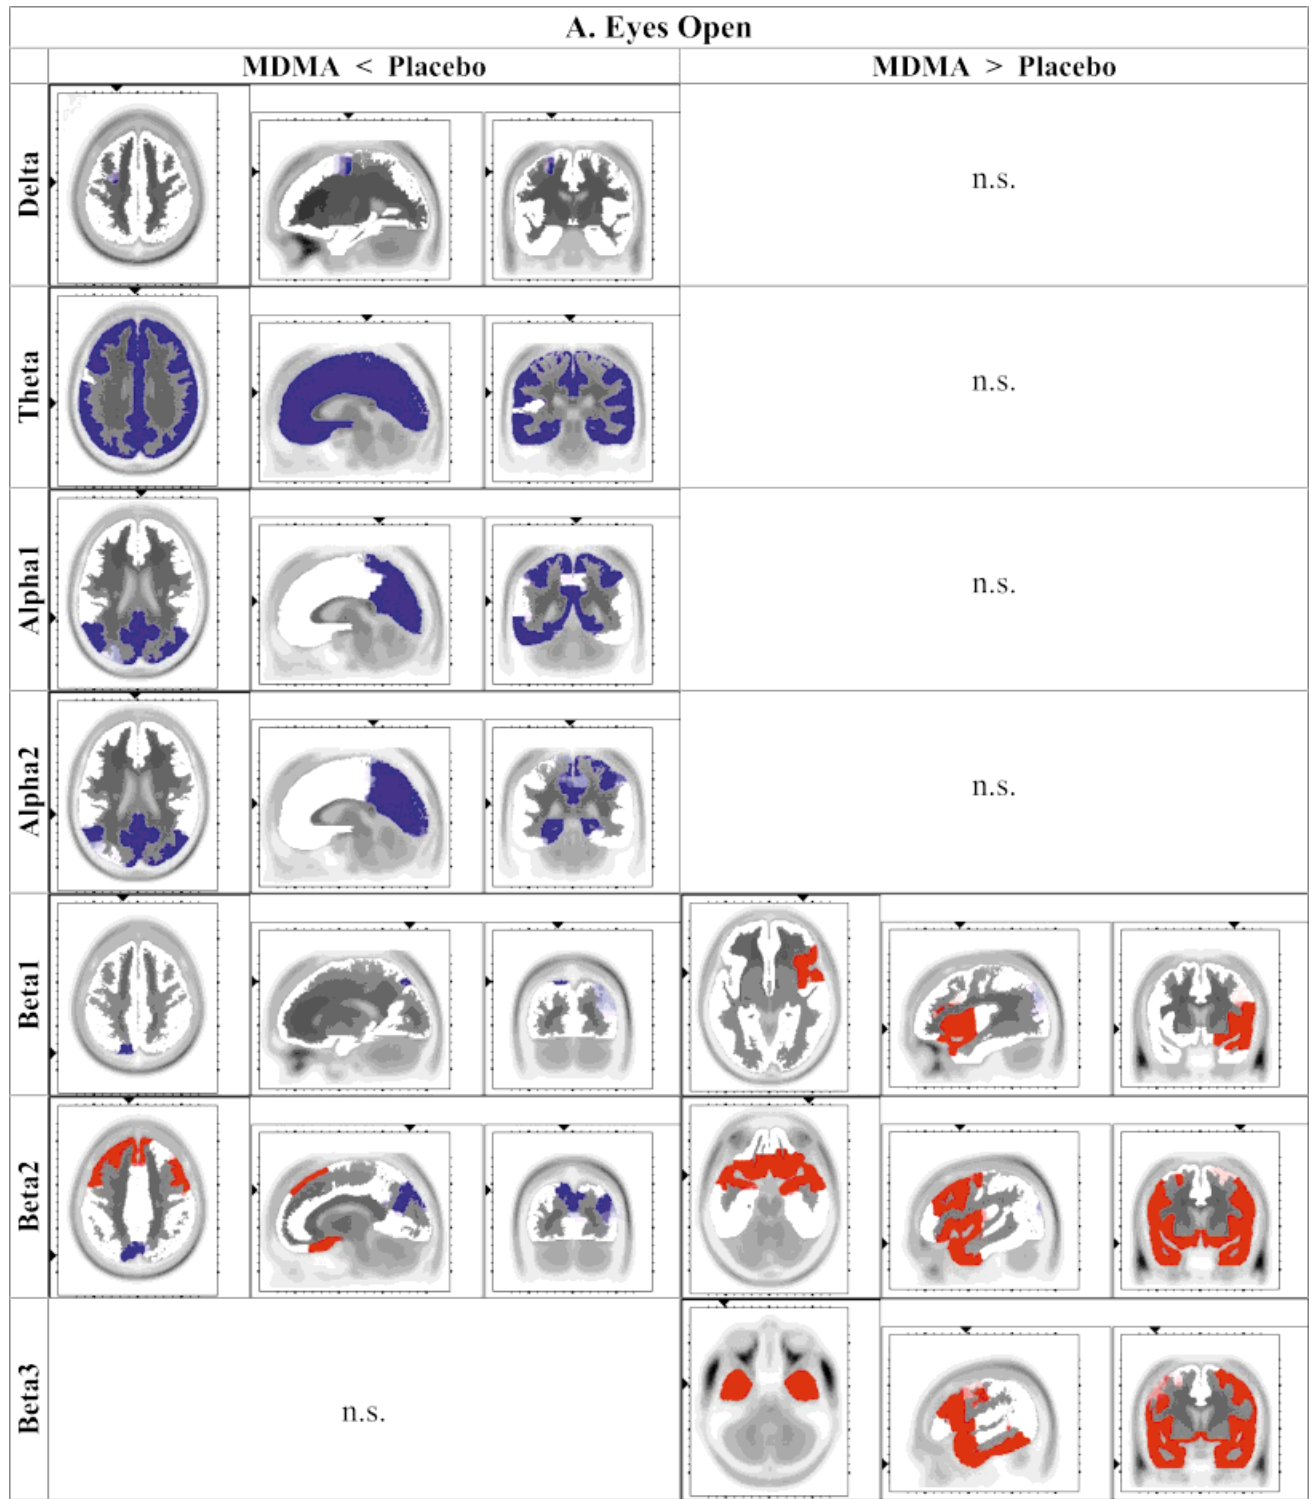 A. Eyes Open
MDMA < Placebo
MDMA > Placebo
Delta
n.s.
Theta
n.s.
Alpha1
n.s.
Alpha2
n.s.
Beta1
Beta2
Beta3
n.s.